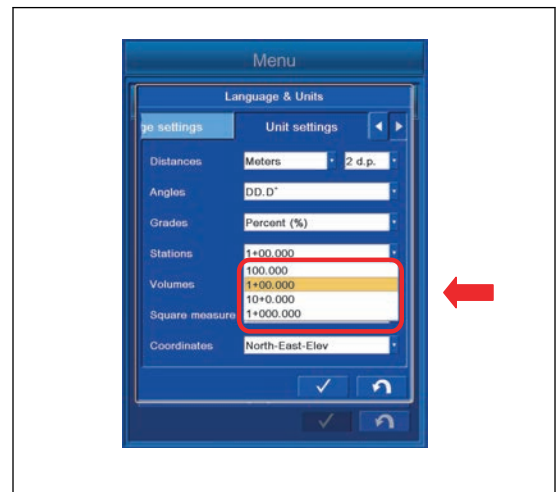 Menu
Language & Units
ge settings Unit settings
Distances Meters 2 d.p.
Angles DD.D°
Grades Percent (%)
Stations 1+00.000
100.000
Volumes 1+00.000
10+0.000
Square measure 1+000.000
Coordinates North-East-Elev